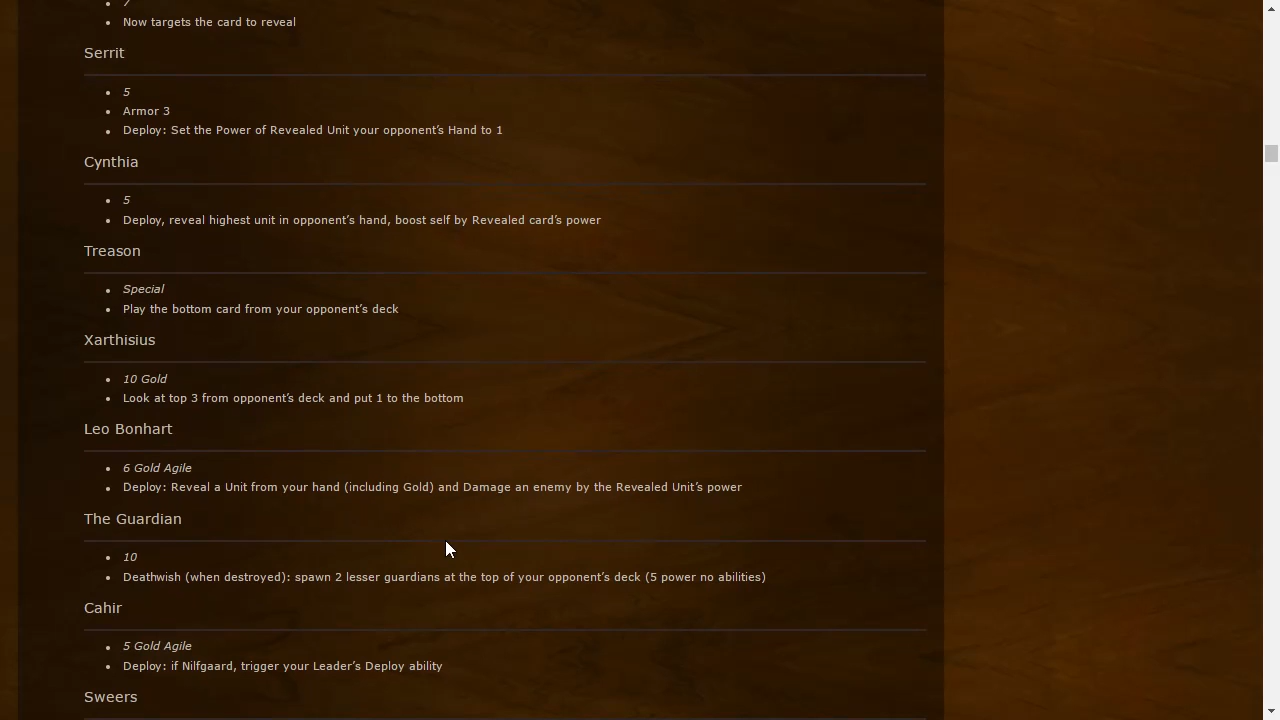 7
Now targets the card to reveal
Serrit
5
Armor 3
Deploy: Set the Power of Revealed Unit your opponent’s Hand to 1
Cynthia
5
Deploy, reveal highest unit in opponent’s hand, boost self by Revealed card’s power
Treason
Special
Play the bottom card from your opponent’s deck
Xarthisius
10 Gold
Look at top 3 from opponent’s deck and put 1 to the bottom
Leo Bonhart
6 Gold Agile
Deploy: Reveal a Unit from your hand (including Gold) and Damage an enemy by the Revealed Unit’s power
The Guardian
10
Deathwish (when destroyed): spawn 2 lesser guardians at the top of your opponent’s deck (5 power no abilities)
Cahir
5 Gold Agile
Deploy: if Nilfgaard, trigger your Leader’s Deploy ability
Sweers